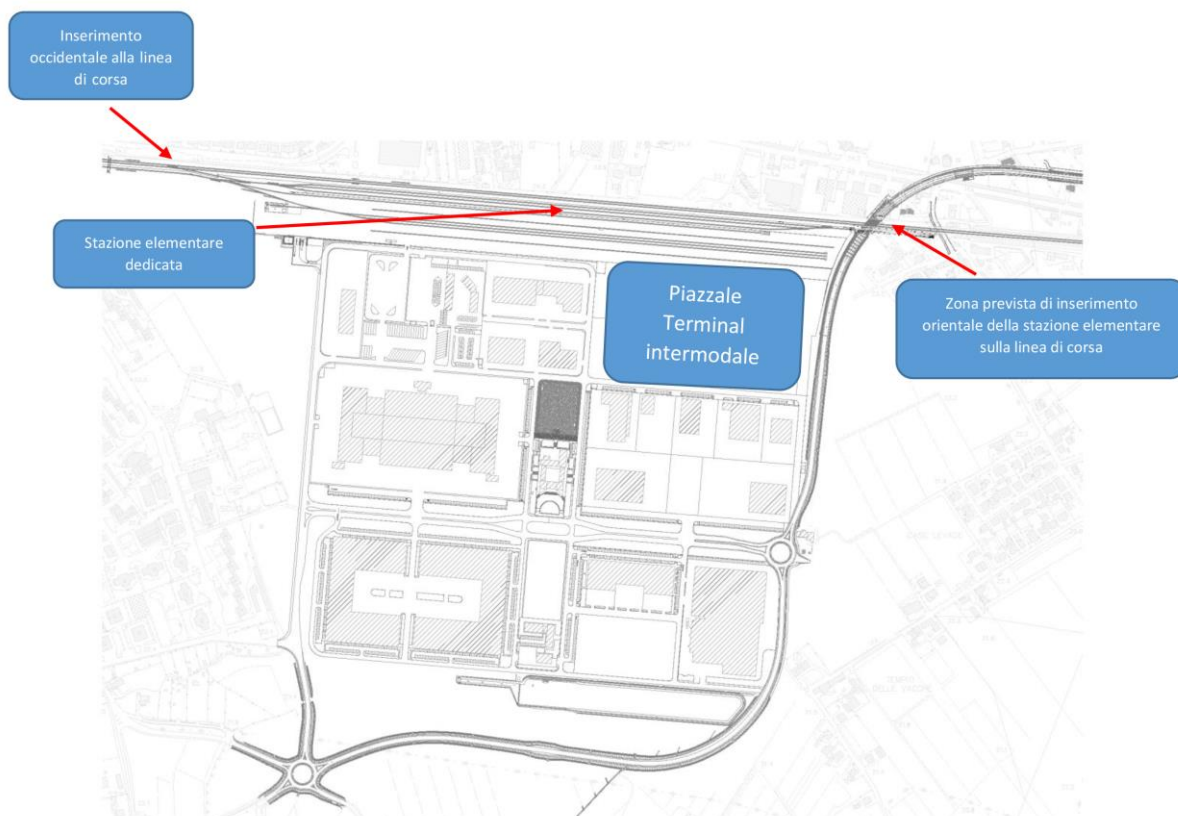 Inserimento
occidentale alla linea
di corsa
Stazione elementare
dedicata
Piazzale
Terminal
intermodale
Zona prevista di inserimento
orientale della stazione elementare
sulla linea di corsa